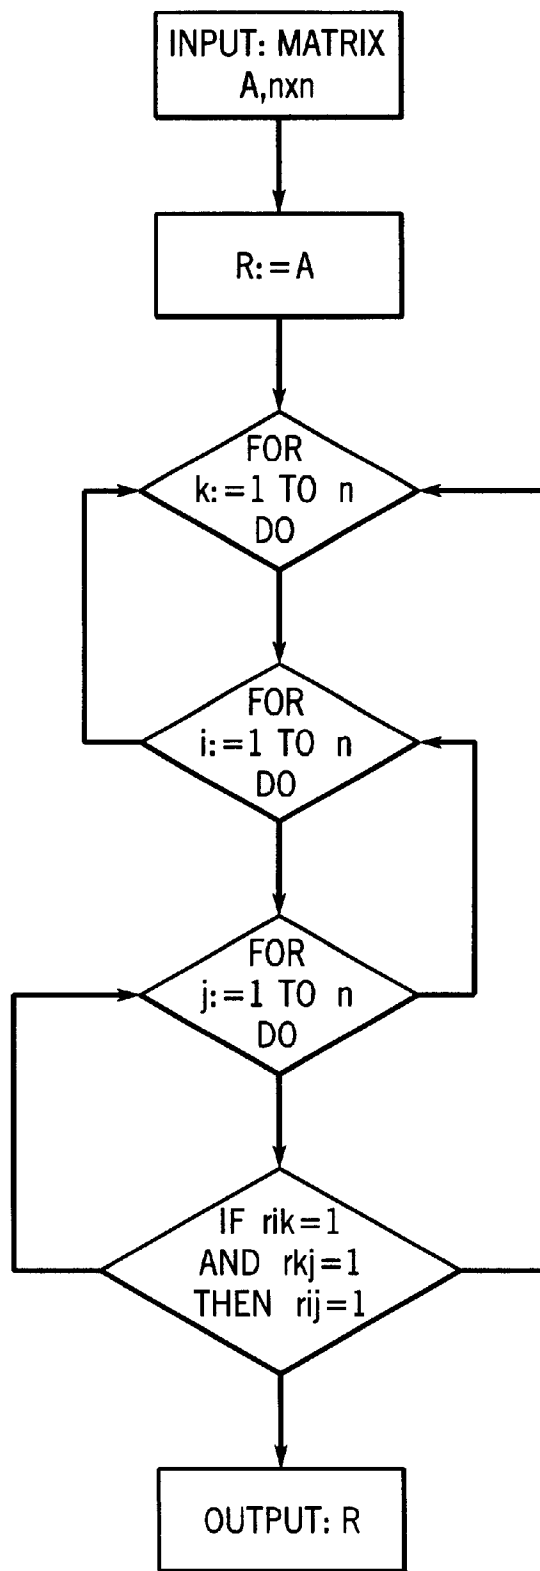 INPUT: MATRIX
A,nxn
R:=A
FOR
k:=1 TO n
DO
FOR
i:=1 TO n
DO
FOR
j:=1 TO n
DO
IF rik=1
AND rkj=1
THEN rij=1
OUTPUT: R